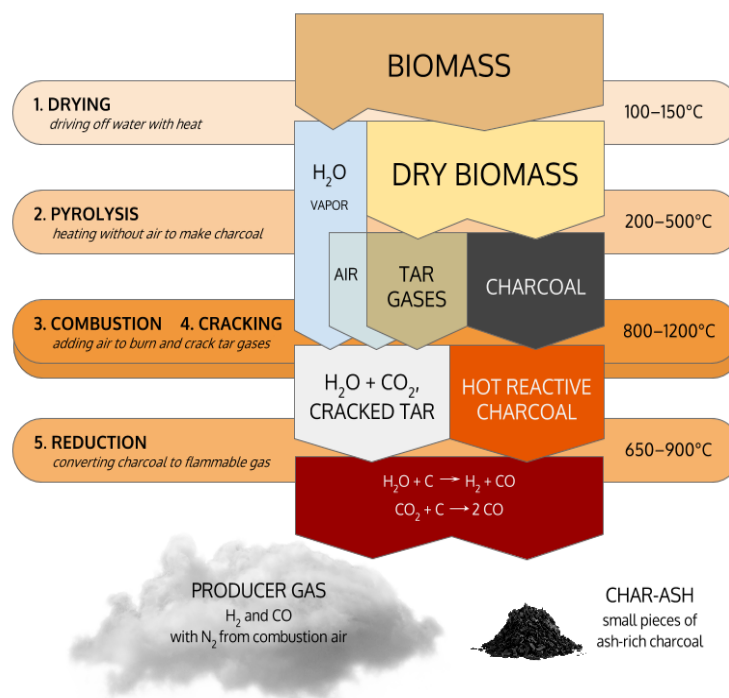 BIOMASS
1. DRYING
driving off water with heat
100–150°C
H₂O
VAPOR
DRY BIOMASS
2. PYROLYSIS
heating without air to make charcoal
200–500°C
AIR
TAR
GASES
CHARCOAL
3. COMBUSTION 4. CRACKING
adding air to burn and crack tar gases
800–1200°C
H₂O + CO₂,
CRACKED TAR
HOT REACTIVE
CHARCOAL
5. REDUCTION
converting charcoal to flammable gas
650–900°C
H₂O + C → H₂ + CO
CO₂ + C → 2 CO
PRODUCER GAS
H₂ and CO
with N₂ from combustion air
CHAR-ASH
small pieces of
ash-rich charcoal